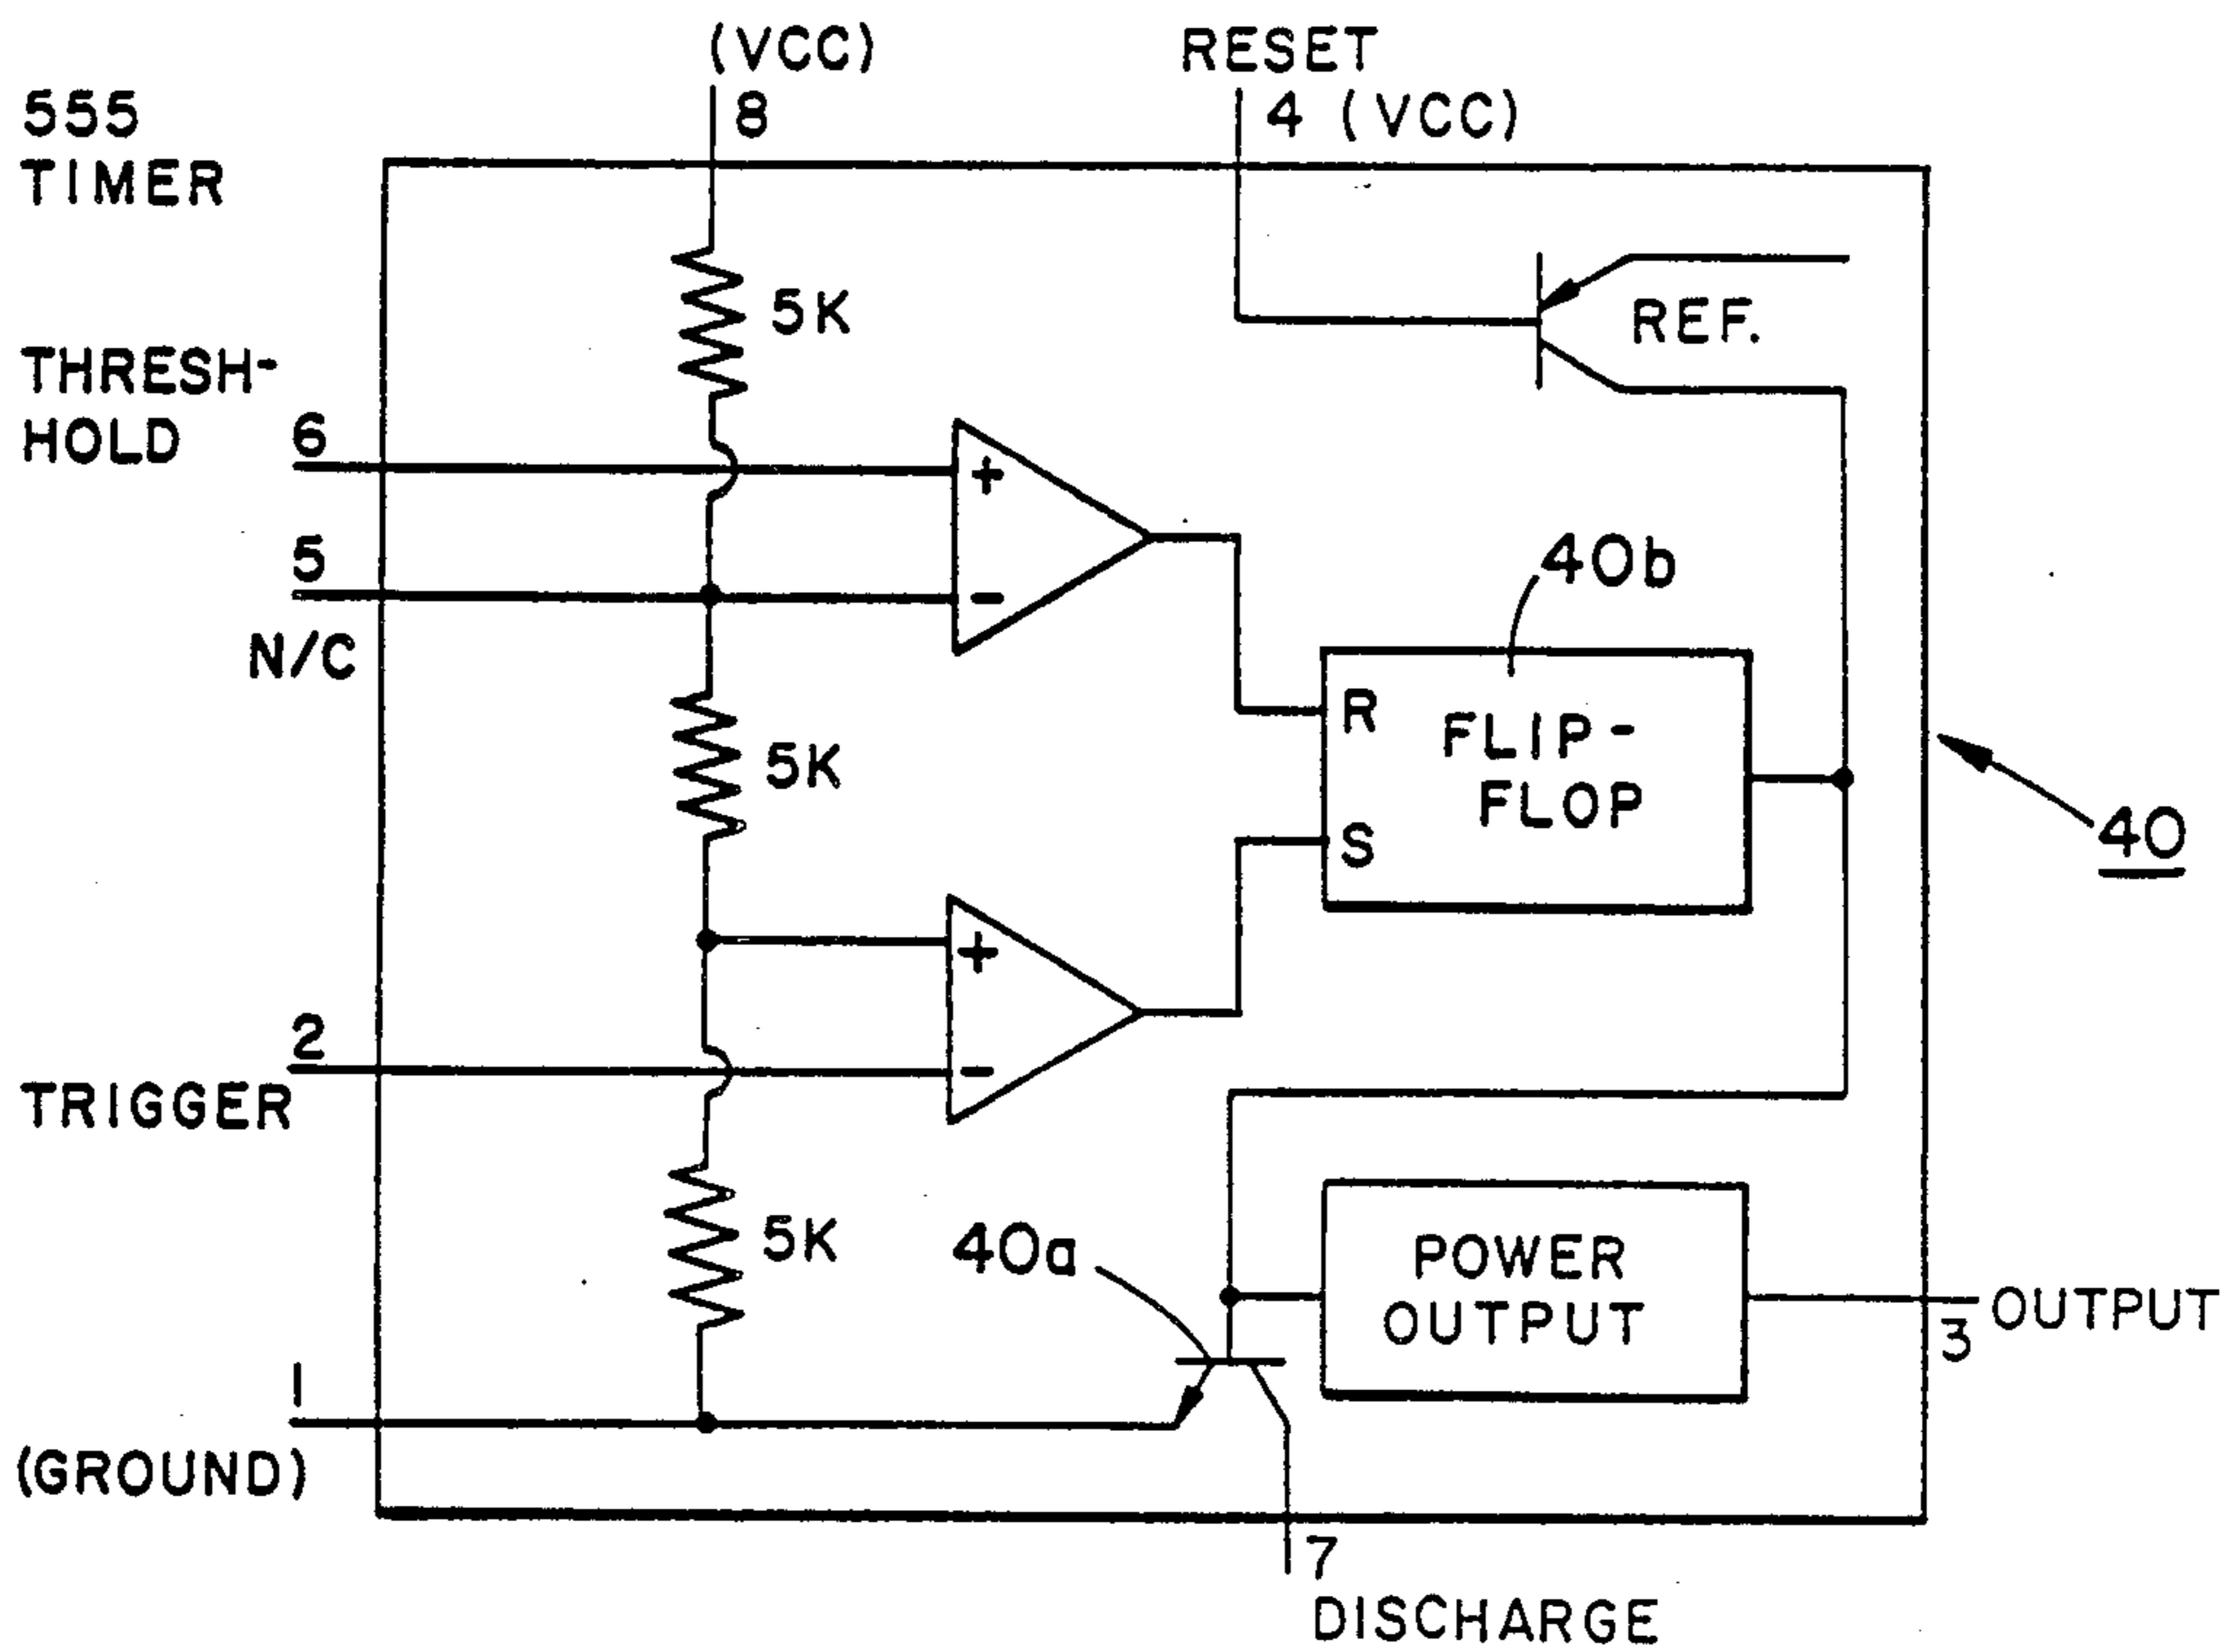 (VCC)
RESET
555
TIMER
8
4 (VCC)
5K
REF.
THRESH-
HOLD
6
+
5
-
N/C
40b
R
FLIP-
FLOP
S
5K
40
+
2
-
TRIGGER
5K
40a
POWER
OUTPUT
OUTPUT
3
1
(GROUND)
7
DISCHARGE